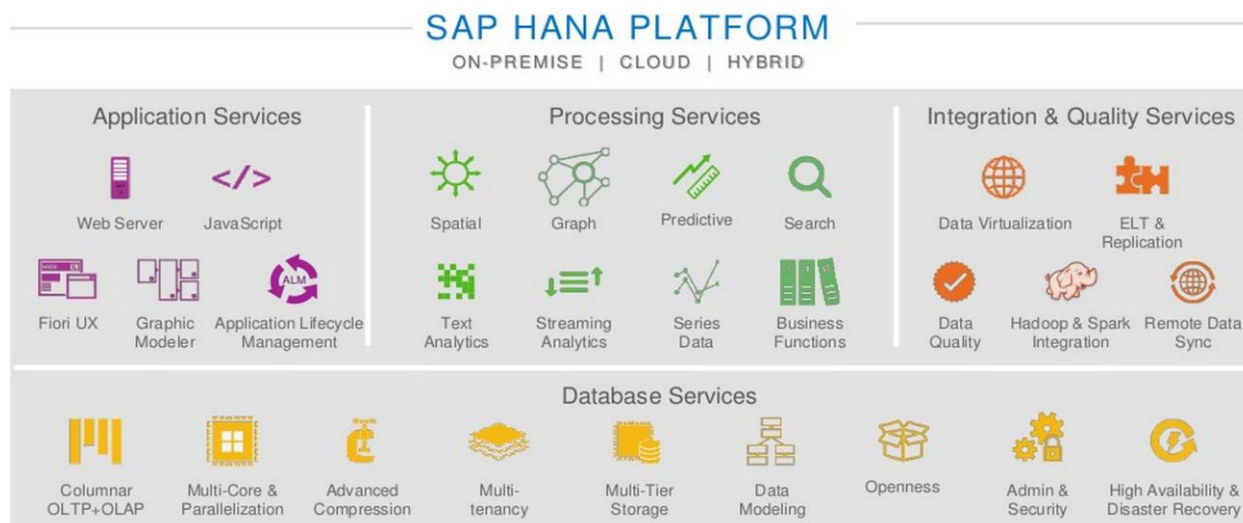 SAP HANA PLATFORM
ON-PREMISE | CLOUD | HYBRID
Application Services
Web Server
JavaScript
Fiori UX
Graphic
Modeler
ALM
Application Lifecycle
Management
Processing Services
Spatial
Graph
Predictive
Search
Text
Analytics
Streaming
Analytics
Series
Data
Business
Functions
Integration & Quality Services
Data Virtualization
ELT &
Replication
Data
Quality
Hadoop & Spark
Integration
Remote Data
Sync
Database Services
Columnar
OLTP+OLAP
Multi-Core &
Parallelization
Advanced
Compression
Multi-
tenancy
Multi-Tier
Storage
Data
Modeling
Openness
Admin &
Security
High Availability &
Disaster Recovery